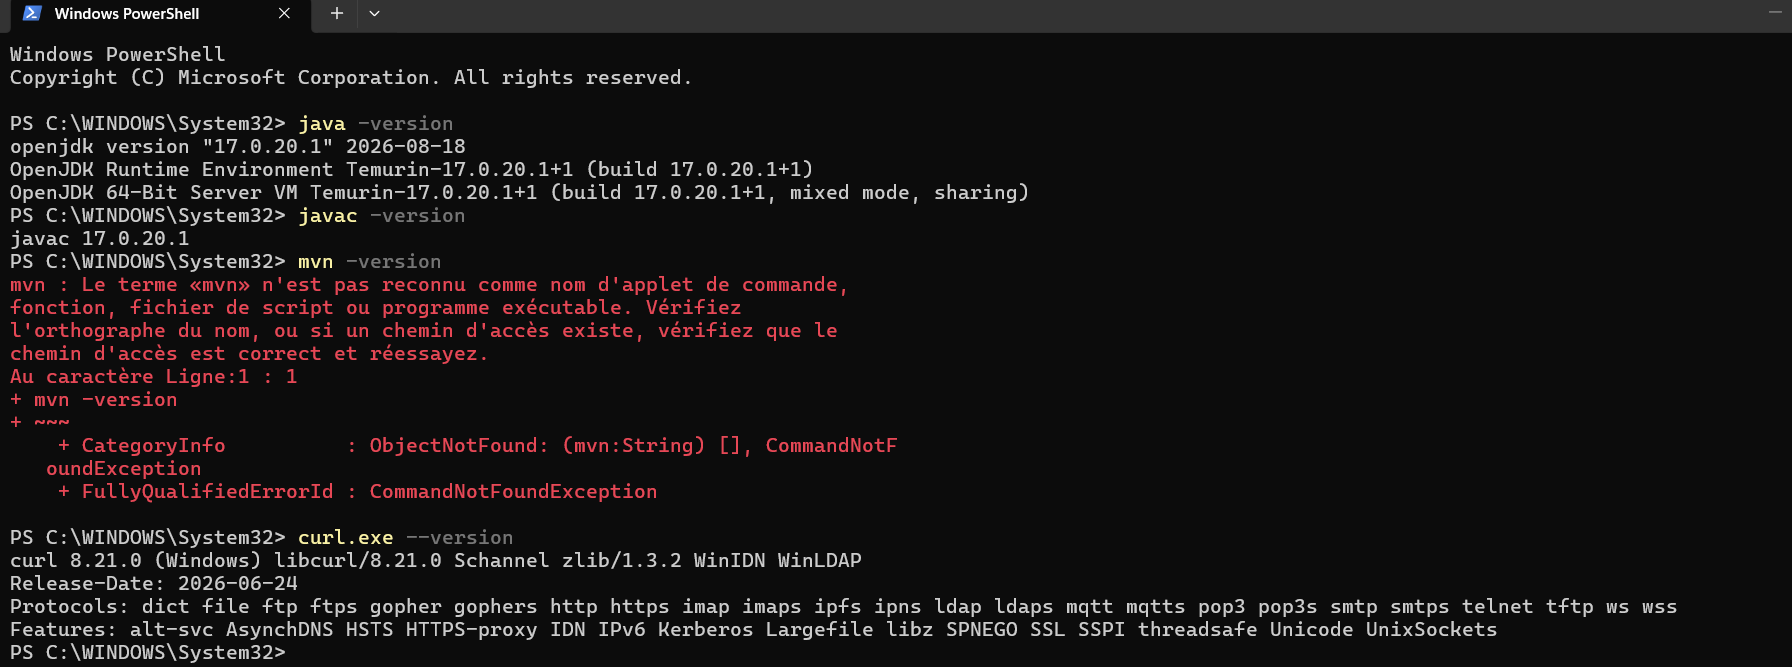 Windows PowerShell
Windows PowerShell
Copyright (C) Microsoft Corporation. All rights reserved.
PS C:\WINDOWS\System32> java -version
openjdk version "17.0.20.1" 2026-08-18
OpenJDK Runtime Environment Temurin-17.0.20.1+1 (build 17.0.20.1+1)
OpenJDK 64-Bit Server VM Temurin-17.0.20.1+1 (build 17.0.20.1+1, mixed mode, sharing)
PS C:\WINDOWS\System32> javac -version
javac 17.0.20.1
PS C:\WINDOWS\System32> mvn -version
mvn : Le terme «mvn» n'est pas reconnu comme nom d'applet de commande,
fonction, fichier de script ou programme exécutable. Vérifiez
l'orthographe du nom, ou si un chemin d'accès existe, vérifiez que le
chemin d'accès est correct et réessayez.
Au caractère Ligne:1 : 1
+ mvn -version
+ ~~~
    + CategoryInfo          : ObjectNotFound: (mvn:String) [], CommandNotF
   oundException
    + FullyQualifiedErrorId : CommandNotFoundException
PS C:\WINDOWS\System32> curl.exe --version
curl 8.21.0 (Windows) libcurl/8.21.0 Schannel zlib/1.3.2 WinIDN WinLDAP
Release-Date: 2026-06-24
Protocols: dict file ftp ftps gopher gophers http https imap imaps ipfs ipns ldap ldaps mqtt mqtts pop3 pop3s smtp smtps telnet tftp ws wss
Features: alt-svc AsynchDNS HSTS HTTPS-proxy IDN IPv6 Kerberos Largefile libz SPNEGO SSL SSPI threadsafe Unicode UnixSockets
PS C:\WINDOWS\System32>